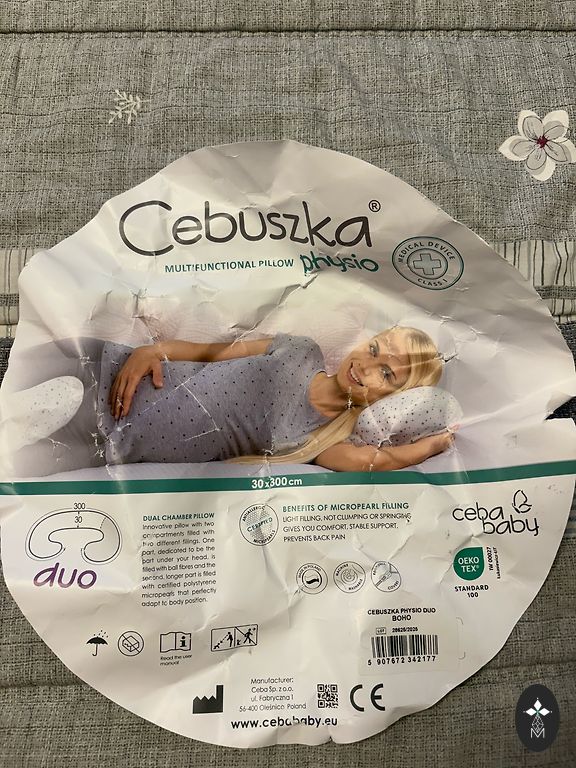 Cebuszka®
MULTIFUNCTIONAL PILLOW physio
MEDICAL DEVICE
CLASS I
30x300cm
300
30
duo
DUAL CHAMBER PILLOW
Innovative pillow with two
compartments filled with
two different fillings. One
part, dedicated to be the
part under your head, is
filled with ball fibres and the
second, longer part is filled
with certified polystyrene
micropearls that perfectly
adapt to body position.
CERTIFIED
BENEFITS OF MICROPEARL FILLING
LIGHT FILLING, NOT CLUMPING OR SPRINGING
GIVES YOU COMFORT, STABLE SUPPORT,
PREVENTS BACK PAIN
ceba
baby
OEKO
TEX®
STANDARD
100
CEBUSZKA PHYSIO DUO
BOHO
LOT 28625/2025
5 907672 342177
Read the user
manual
Manufacturer:
Ceba Sp. z o.o.
ul. Fabryczna 1
56-400 Oleśnica Poland
CE
www.cebababy.eu
M